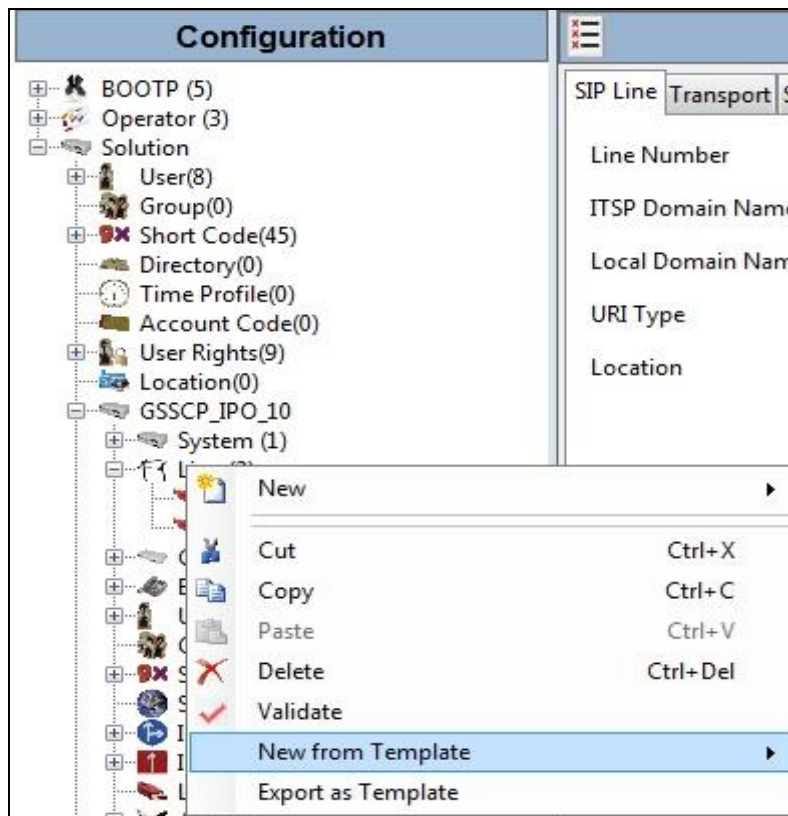 Configuration
BOOTP (5)
Operator (3)
Solution
User(8)
Group(0)
Short Code(45)
Directory(0)
Time Profile(0)
Account Code(0)
User Rights(9)
Location(0)
GSSCP_IPO_10
System (1)
New
Cut Ctrl+X
Copy Ctrl+C
Paste Ctrl+V
Delete Ctrl+Del
Validate
New from Template
Export as Template
SIP Line Transport
Line Number
ITSP Domain Name
Local Domain Nam
URI Type
Location